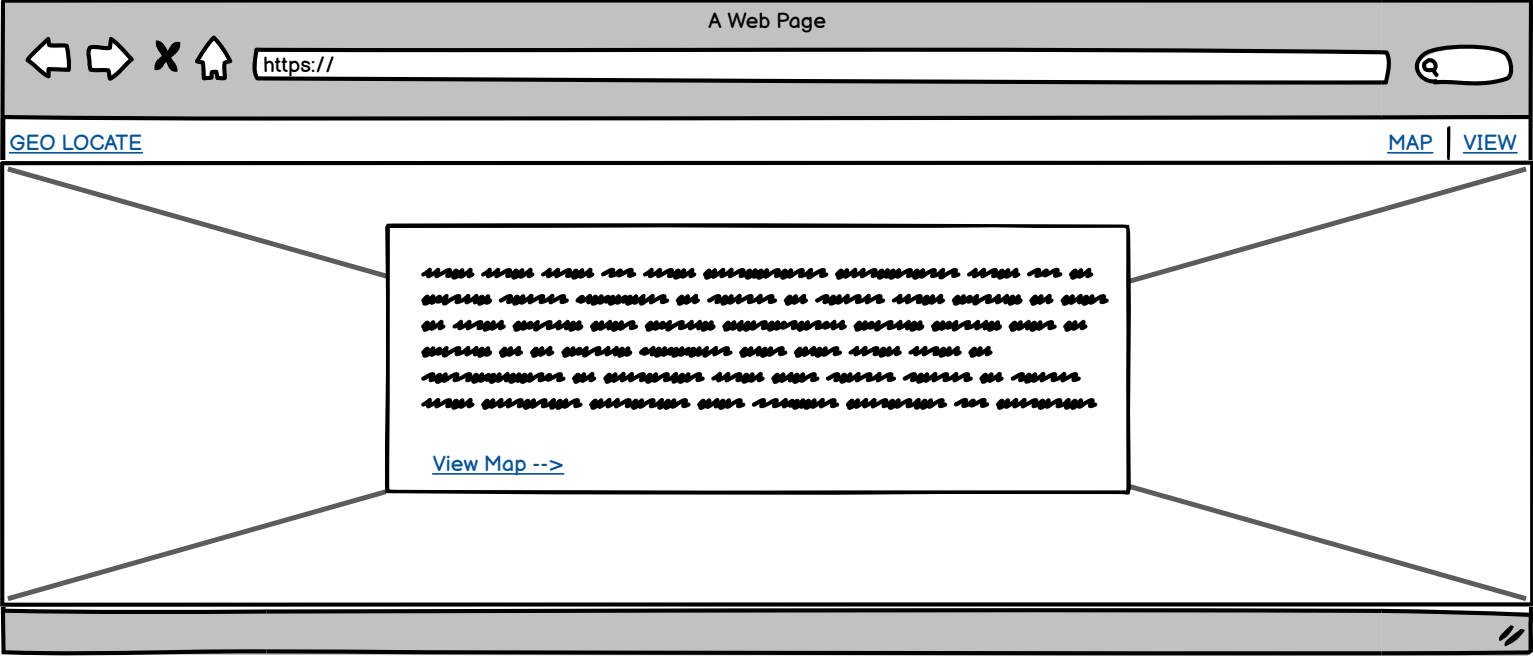 A Web Page
https://
GEO LOCATE
MAP | VIEW
View Map -->